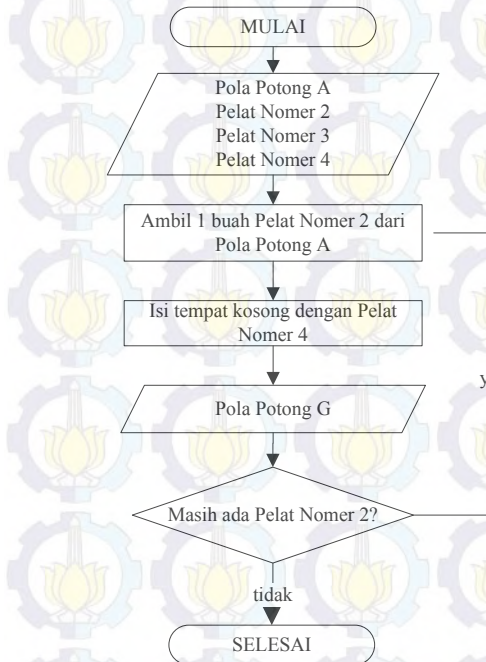 MULAI
Pola Potong A
Pelat Nomer 2
Pelat Nomer 3
Pelat Nomer 4
Ambil 1 buah Pelat Nomer 2 dari
Pola Potong A
Isi tempat kosong dengan Pelat
Nomer 4
Pola Potong G
Masih ada Pelat Nomer 2?
tidak
SELESAI